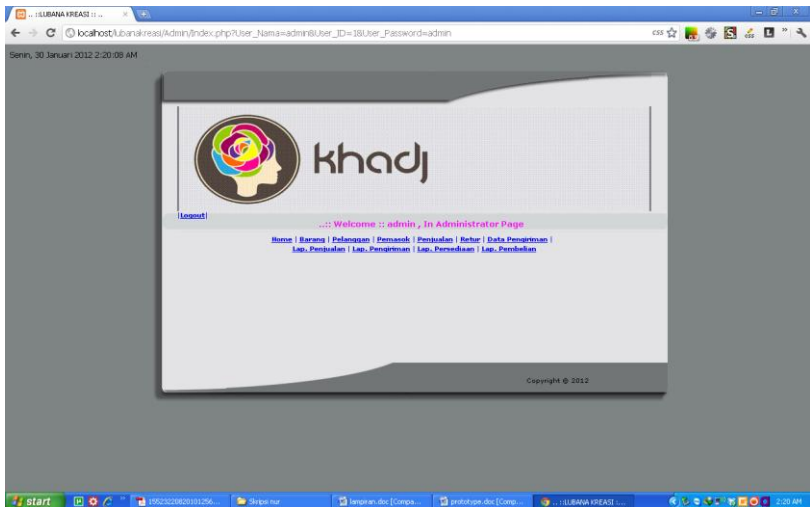 .. ::LUBANA KREASI :: ..
localhost/lubanakreasi/Admin/Index.php?User_Nama=admin&User_ID=1&User_Password=admin
css
Senin, 30 Januari 2012 2:20:08 AM
khadj
|Logout|
..:: Welcome :: admin , In Administrator Page
Home | Barang | Pelanggan | Pemasok | Penjualan | Retur | Data Pengiriman |
Lap. Penjualan | Lap. Pengiriman | Lap. Persediaan | Lap. Pembelian
Copyright @ 2012
start
15523220820101256...
Skripsi nur
lampiran.doc [Compa...
prototype.doc [Comp...
.. ::LUBANA KREASI :...
2:20 AM